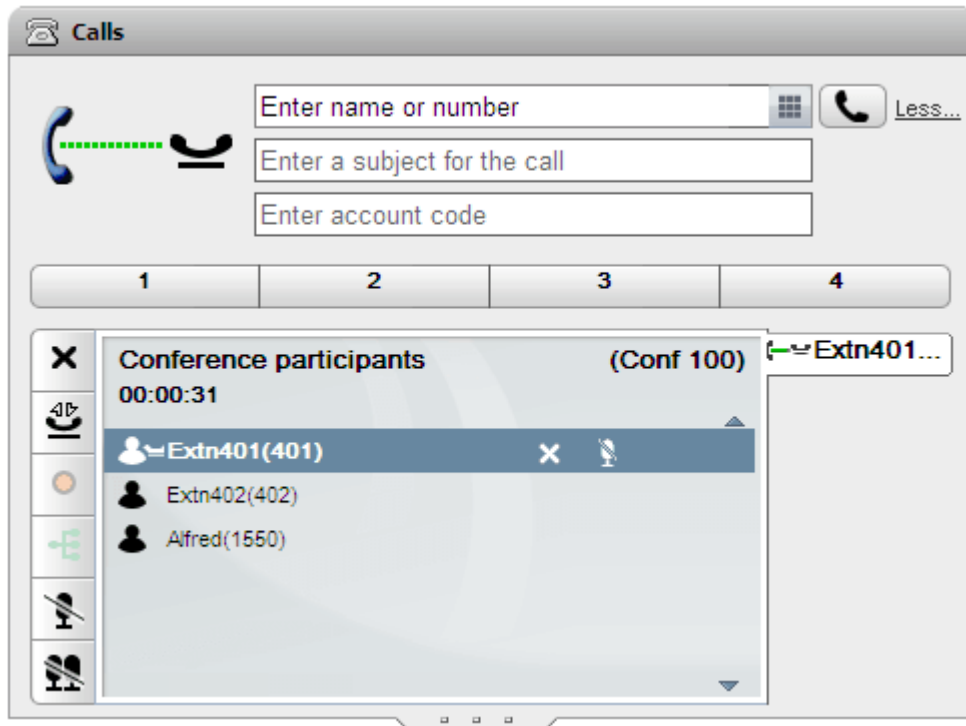 Calls
Enter name or number
Less...
Enter a subject for the call
Enter account code
1 2 3 4
Conference participants (Conf 100)
00:00:31
Extn401...
Extn401(401)
Extn402(402)
Alfred(1550)